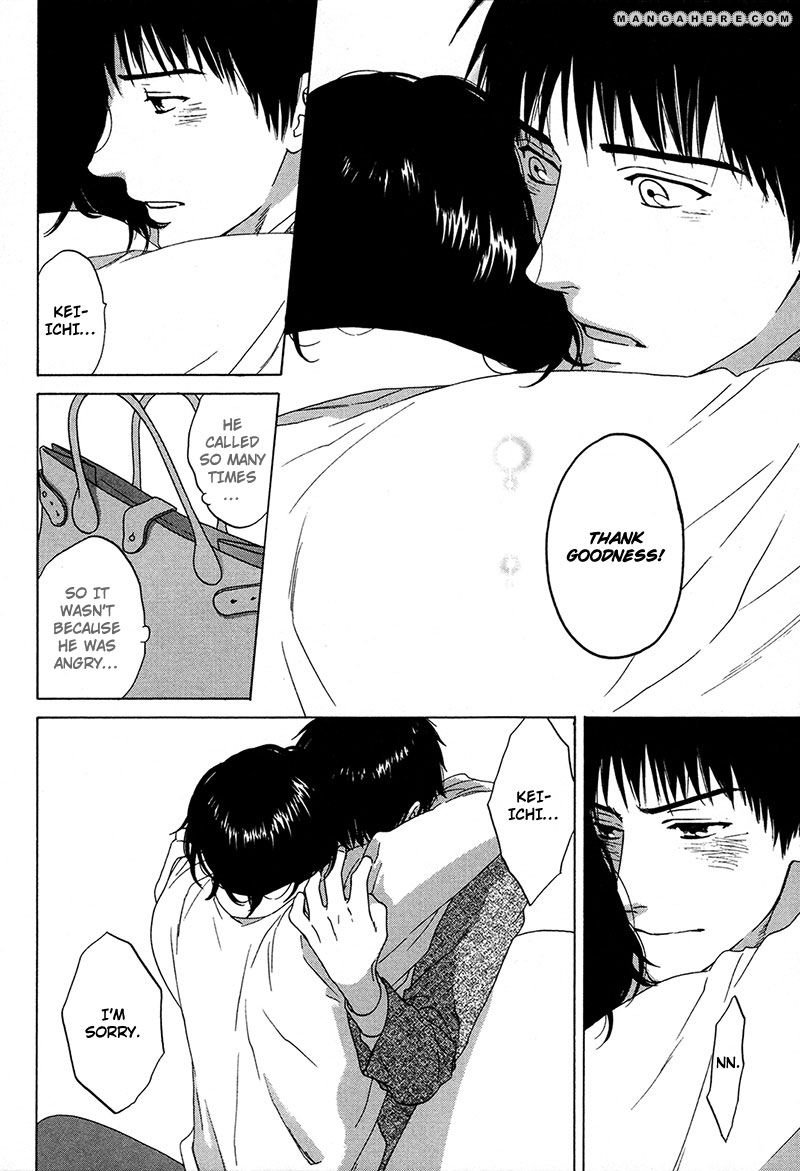 MANGAHERE.COM
THANK
GOODNESS!
KEI-
ICHI...
HE
CALLED
SO MANY
TIMES
...
SO IT
WASN'T
BECAUSE
HE WAS
ANGRY...
NN.
KEI-
ICHI...
I'M
SORRY.